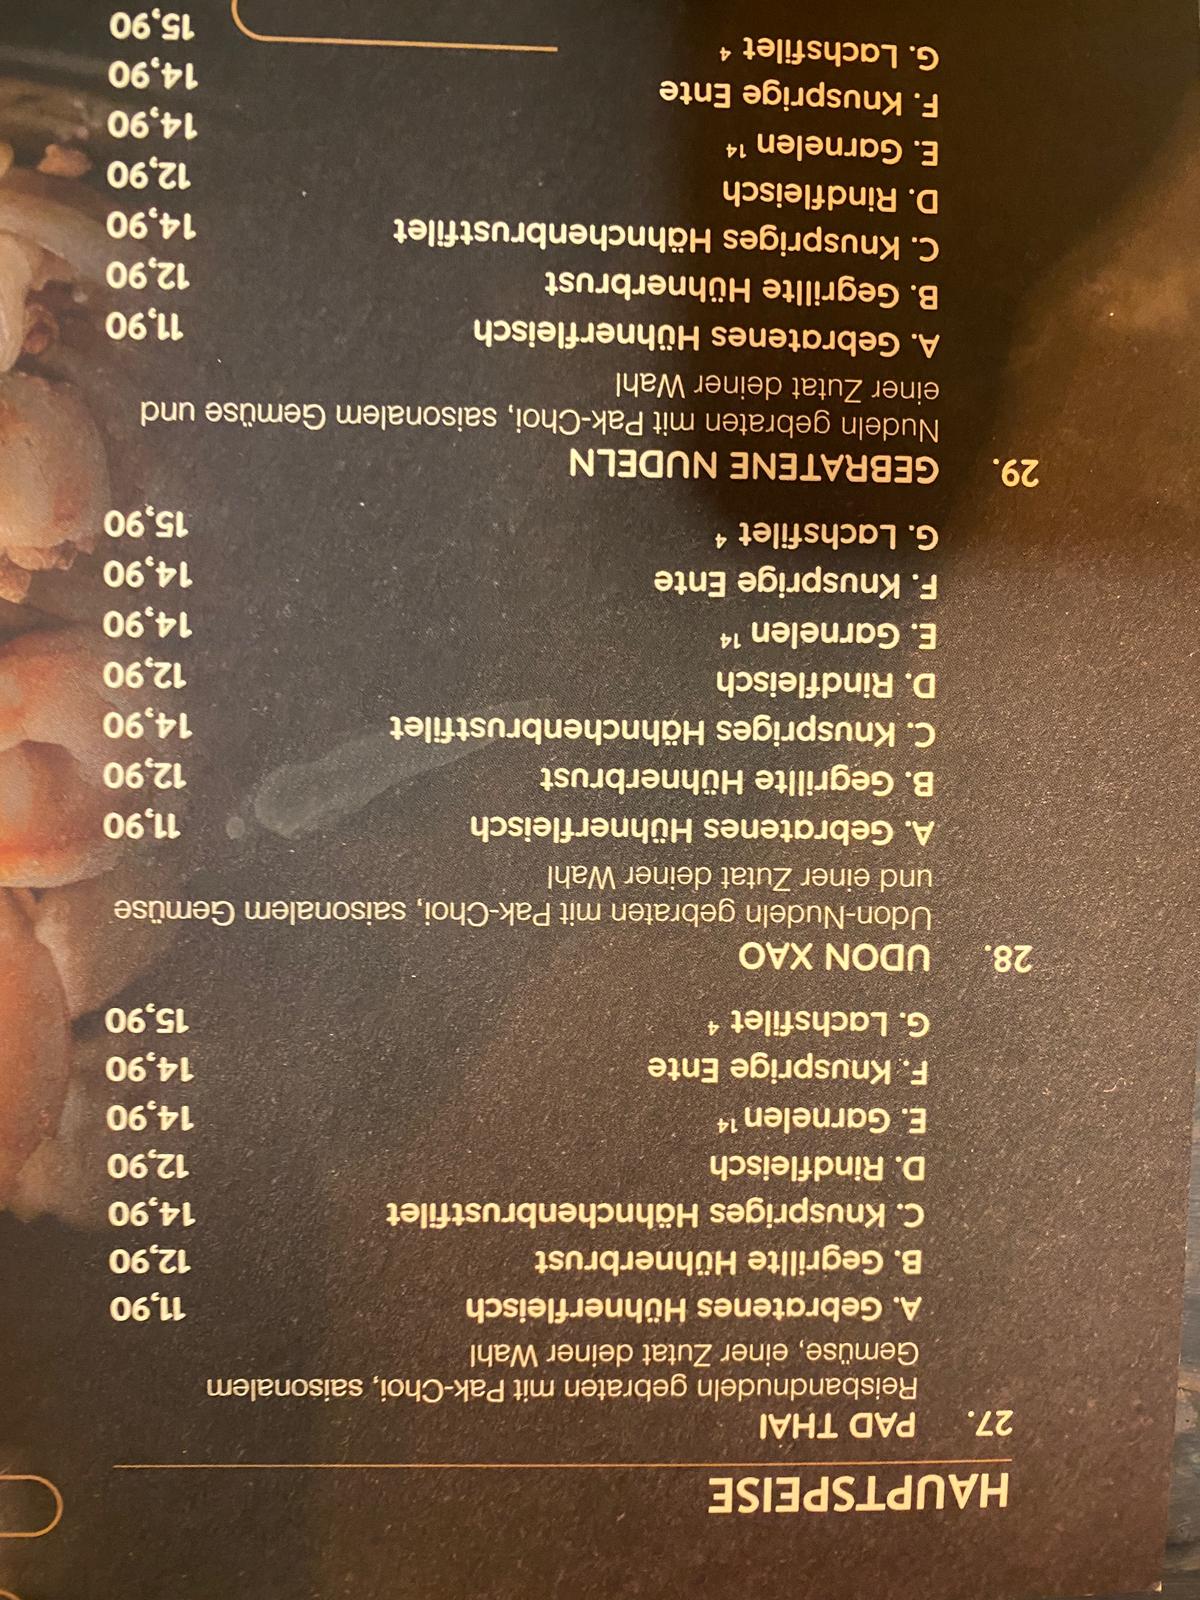 HAUPTSPEISE
27. PAD THAI
Reisbandnudeln gebraten mit Pak-Choi, saisonalem
Gemüse, einer Zutat deiner Wahl
A. Gebratenes Hühnerfleisch 11,90
B. Gegrillte Hühnerbrust 12,90
C. Knuspriges Hähnchenbrustfilet 14,90
D. Rindfleisch 12,90
E. Garnelen 14 14,90
F. Knusprige Ente 14,90
G. Lachsfilet 4 15,90
28. UDON XAO
Udon-Nudeln gebraten mit Pak-Choi, saisonalem Gemüse
und einer Zutat deiner Wahl
A. Gebratenes Hühnerfleisch 11,90
B. Gegrillte Hühnerbrust 12,90
C. Knuspriges Hähnchenbrustfilet 14,90
D. Rindfleisch 12,90
E. Garnelen 14 14,90
F. Knusprige Ente 14,90
G. Lachsfilet 4 15,90
29. GEBRATENE NUDELN
Nudeln gebraten mit Pak-Choi, saisonalem Gemüse und
einer Zutat deiner Wahl
A. Gebratenes Hühnerfleisch 11,90
B. Gegrillte Hühnerbrust 12,90
C. Knuspriges Hähnchenbrustfilet 14,90
D. Rindfleisch 12,90
E. Garnelen 14 14,90
F. Knusprige Ente 14,90
G. Lachsfilet 4 15,90